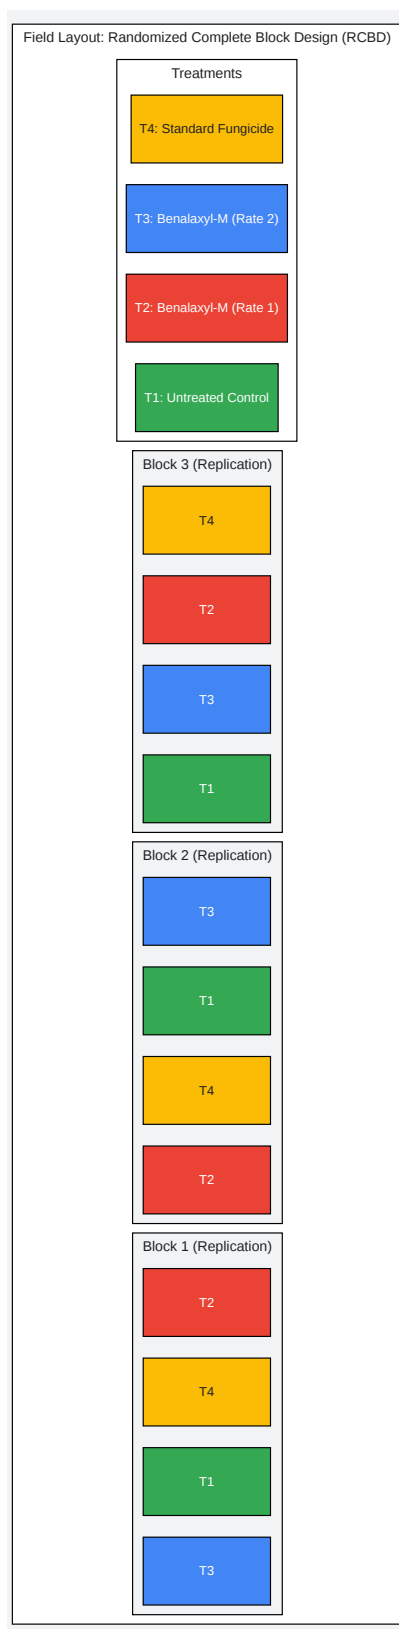 Field Layout: Randomized Complete Block Design (RCBD)
Treatments
T4: Standard Fungicide
T3: Benalaxyl-M (Rate 2)
T2: Benalaxyl-M (Rate 1)
T1: Untreated Control
Block 3 (Replication)
T4
T2
T3
T1
Block 2 (Replication)
T3
T1
T4
T2
Block 1 (Replication)
T2
T4
T1
T3